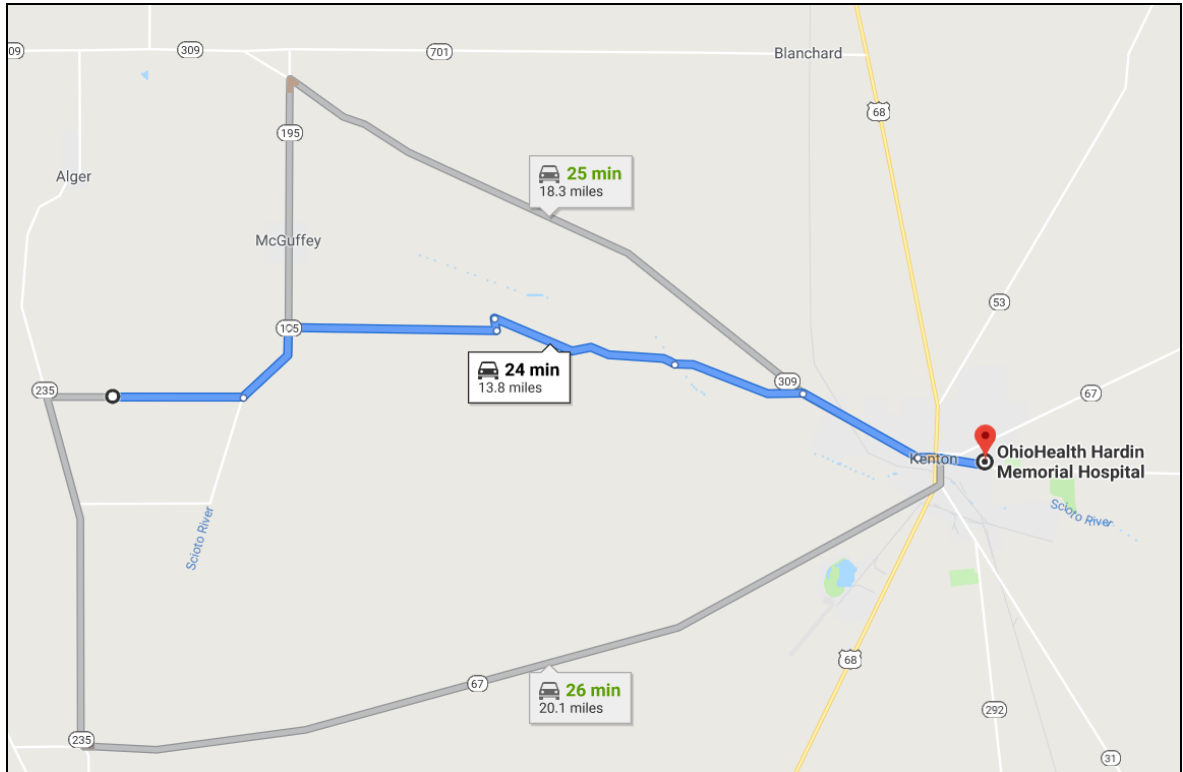 09
309
701
Blanchard
68
195
25 min
18.3 miles
Alger
McGuffey
53
24 min
13.8 miles
309
235
67
OhioHealth Hardin
Memorial Hospital
Kenton
Scioto River
Scioto River
68
67
26 min
20.1 miles
292
235
31